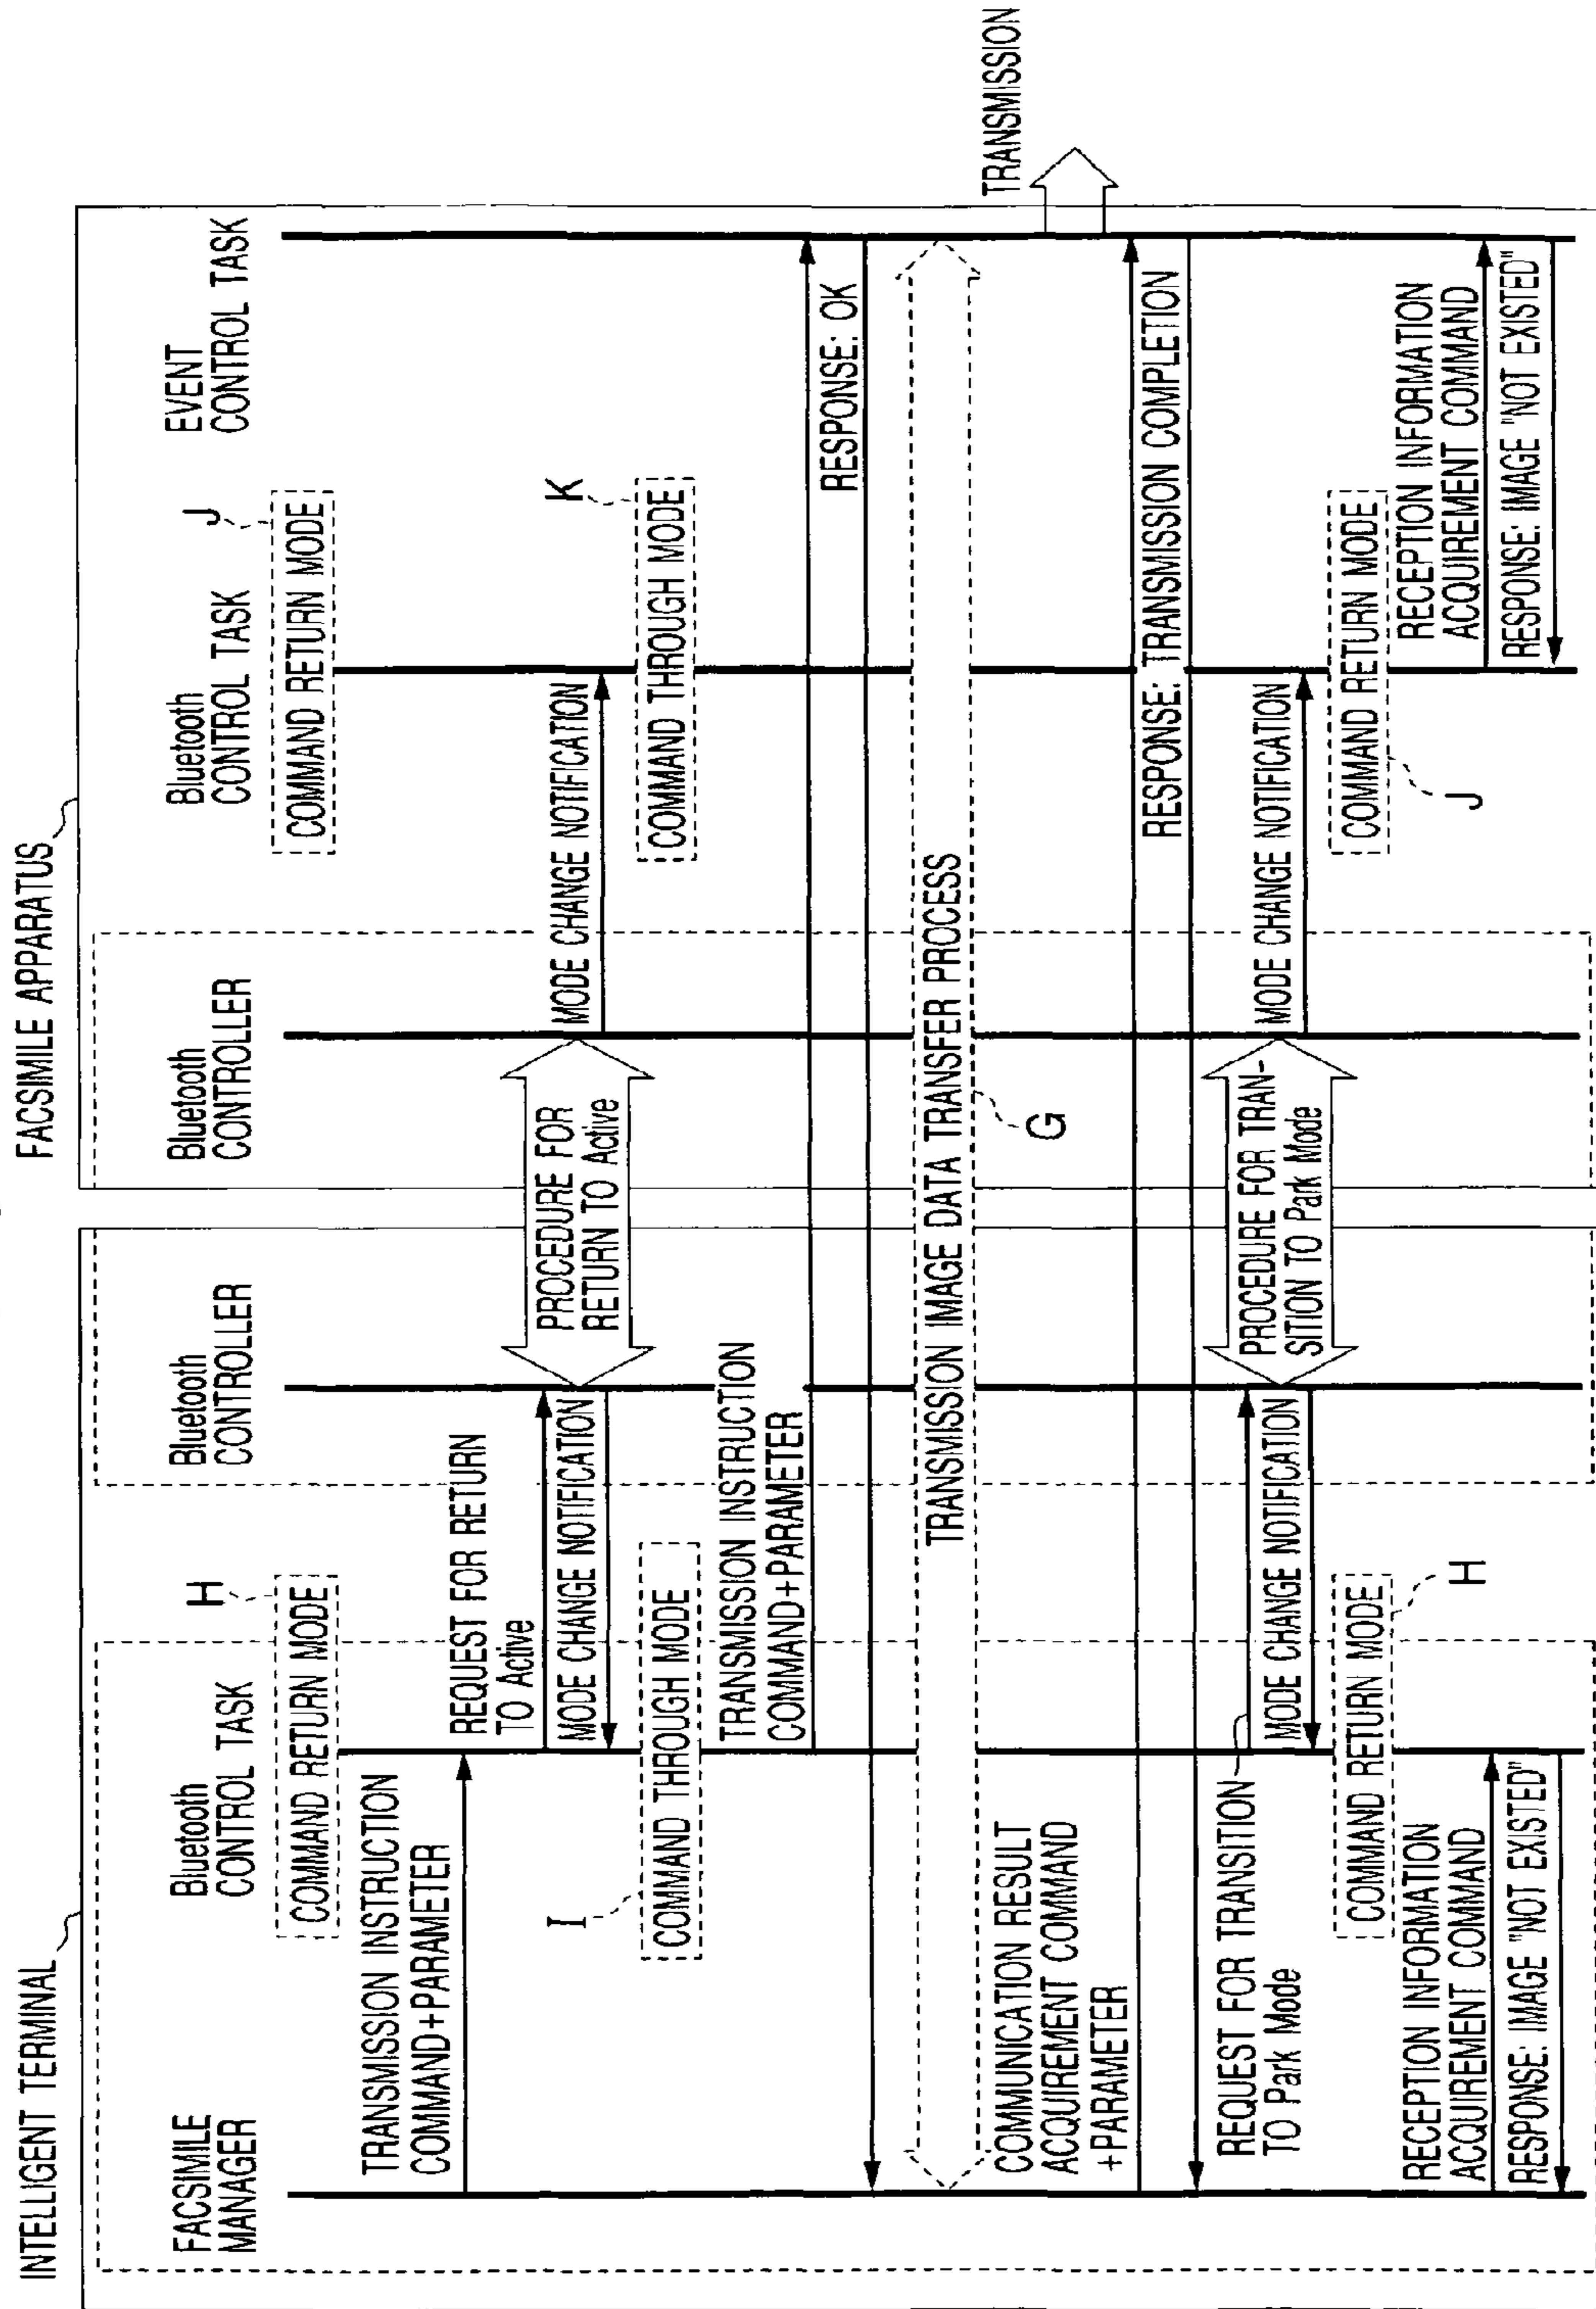 INTELLIGENT TERMINAL
FACSIMILE APPARATUS
FACSIMILE
MANAGER
Bluetooth
CONTROL TASK
Bluetooth
CONTROLLER
Bluetooth
CONTROLLER
Bluetooth
CONTROL TASK
EVENT
CONTROL TASK
H
COMMAND RETURN MODE
J
COMMAND RETURN MODE
TRANSMISSION INSTRUCTION
COMMAND+PARAMETER
REQUEST FOR RETURN
TO Active
MODE CHANGE NOTIFICATION
PROCEDURE FOR
RETURN TO Active
MODE CHANGE NOTIFICATION
I
COMMAND THROUGH MODE
K
COMMAND THROUGH MODE
TRANSMISSION INSTRUCTION
COMMAND+PARAMETER
RESPONSE: OK
TRANSMISSION IMAGE DATA TRANSFER PROCESS
G
TRANSMISSION
COMMUNICATION RESULT
ACQUIREMENT COMMAND
+PARAMETER
RESPONSE: TRANSMISSION COMPLETION
REQUEST FOR TRANSITION
TO Park Mode
MODE CHANGE NOTIFICATION
PROCEDURE FOR TRAN-
SITION TO Park Mode
MODE CHANGE NOTIFICATION
COMMAND RETURN MODE
H
COMMAND RETURN MODE
J
RECEPTION INFORMATION
ACQUIREMENT COMMAND
RESPONSE: IMAGE "NOT EXISTED"
RECEPTION INFORMATION
ACQUIREMENT COMMAND
RESPONSE: IMAGE "NOT EXISTED"